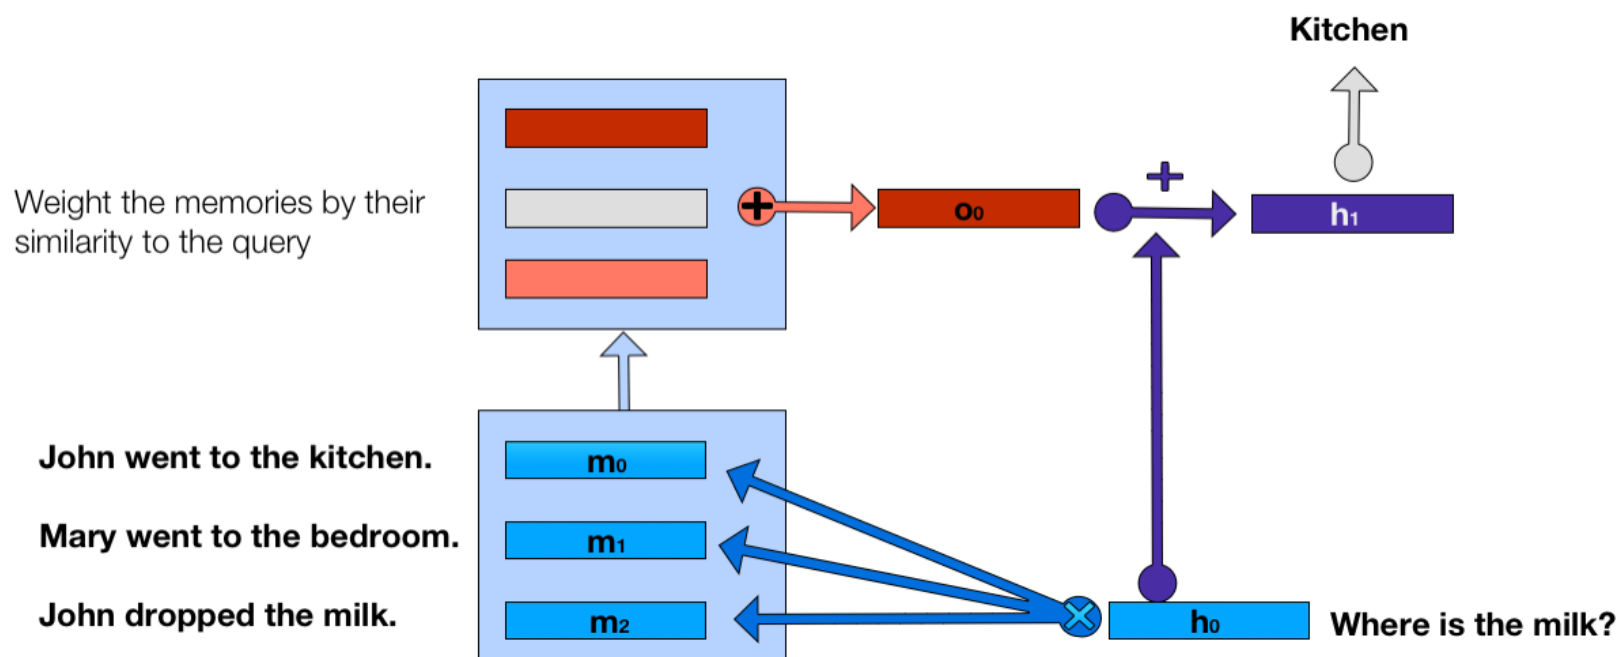 Kitchen
Weight the memories by their
similarity to the query
+
+
o0
h1
John went to the kitchen.
m0
Mary went to the bedroom.
m1
John dropped the milk.
m2
h0
Where is the milk?